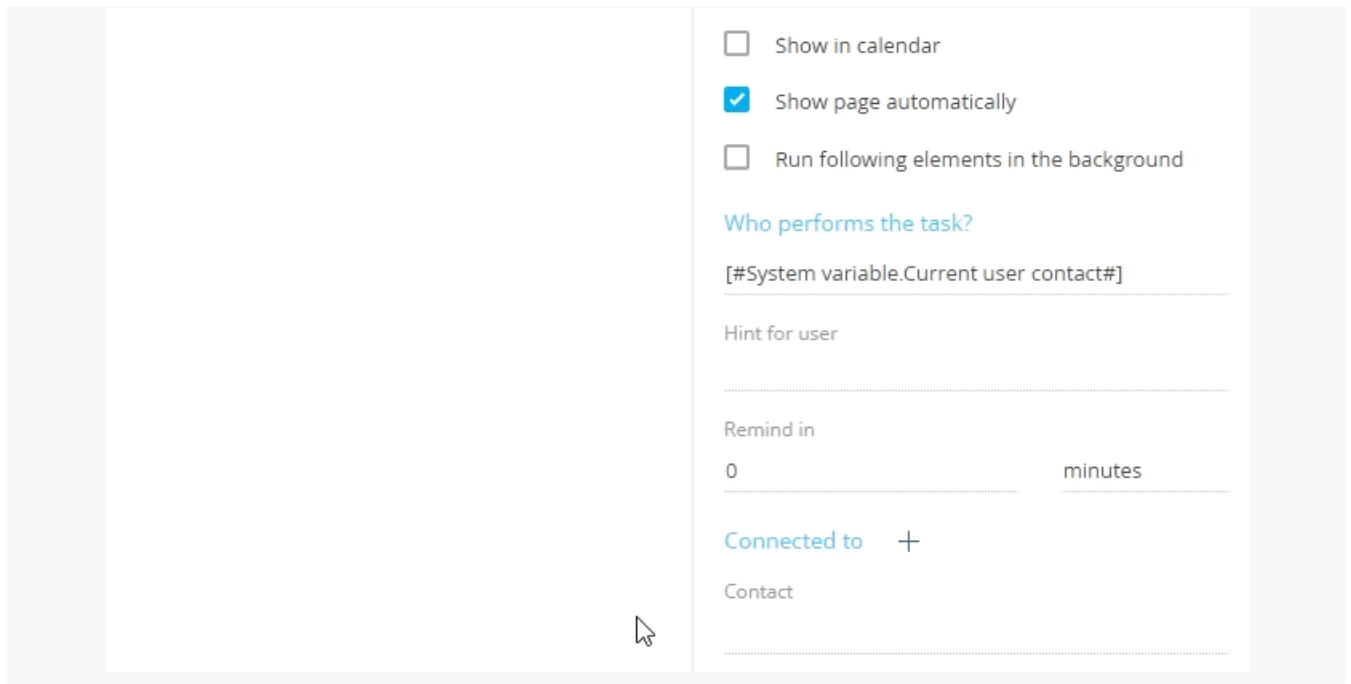 Show in calendar
Show page automatically
Run following elements in the background
Who performs the task?
[#System variable.Current user contact#]
Hint for user
Remind in
0 minutes
Connected to +
Contact